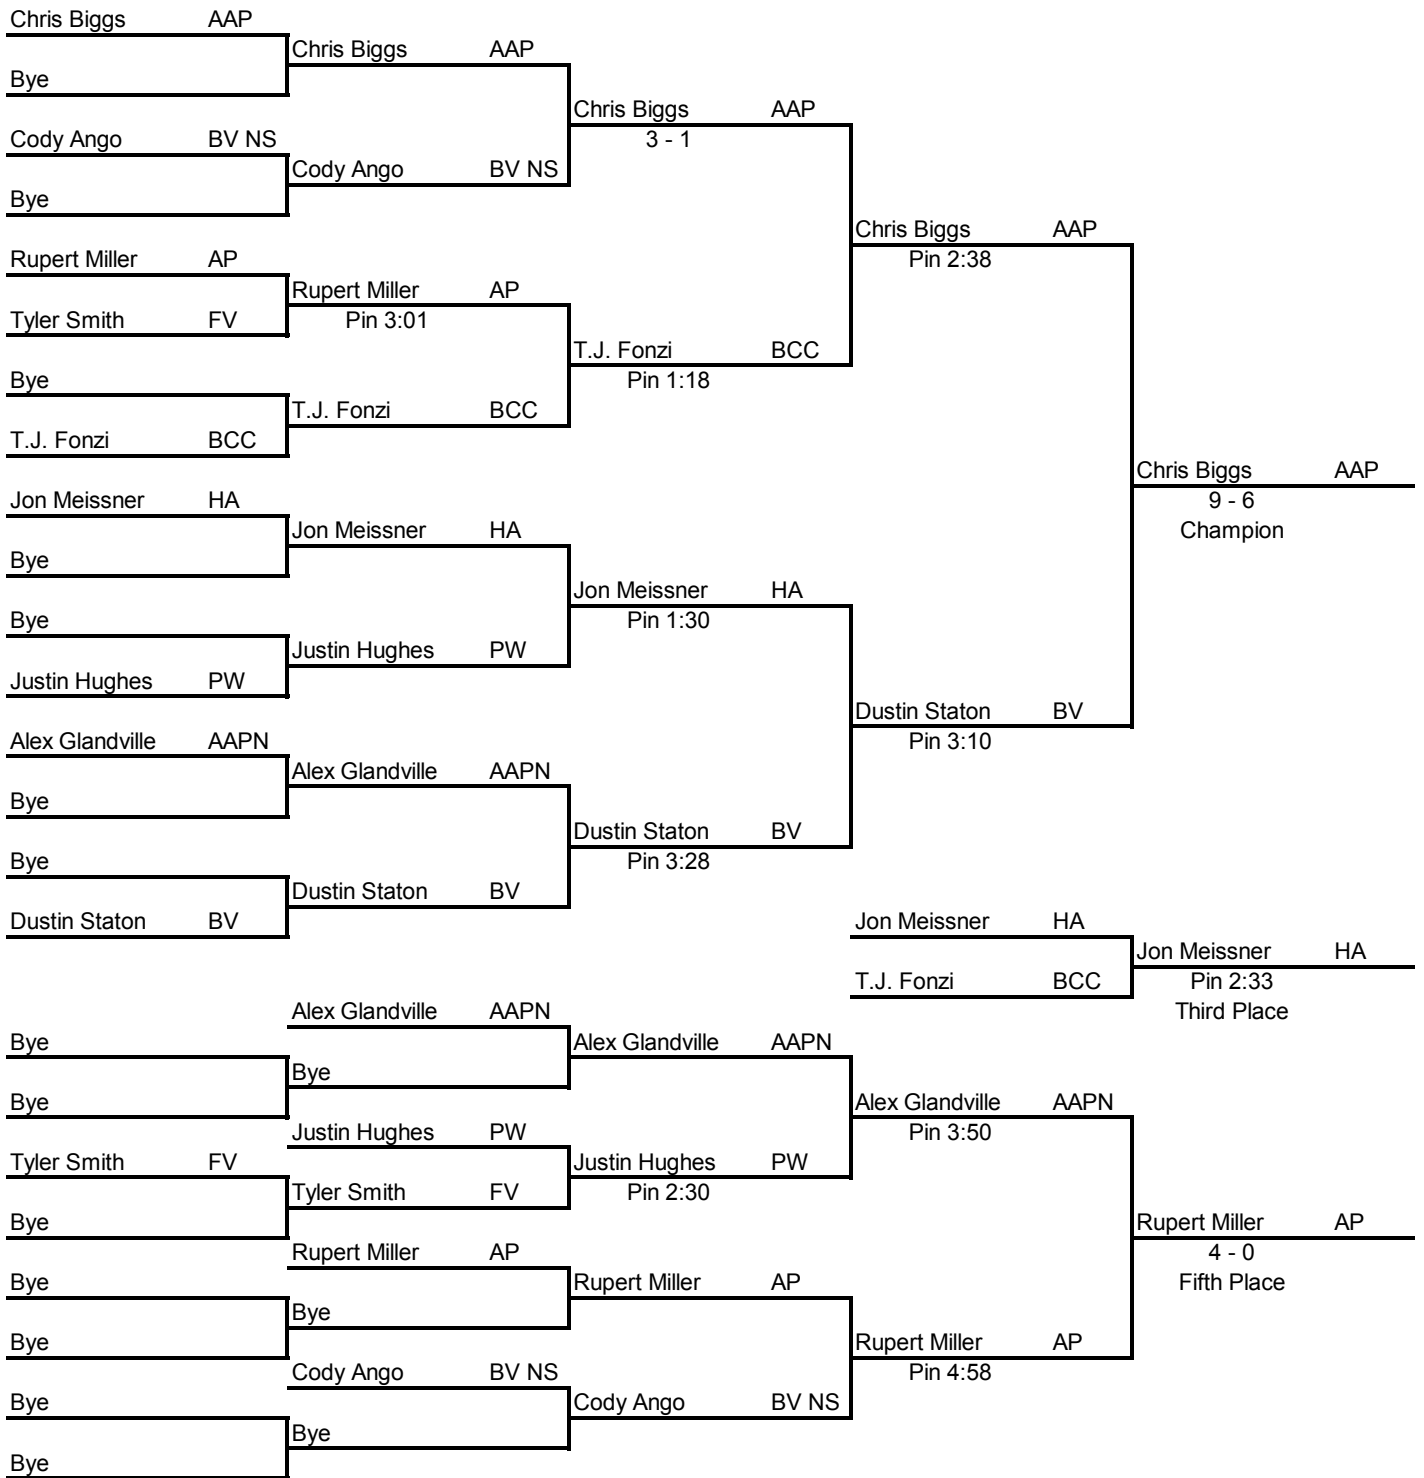 Chris Biggs AAP
Chris Biggs AAP
Bye
Chris Biggs AAP
3 - 1
Cody Ango BV NS
Cody Ango BV NS
Bye
Chris Biggs AAP
Pin 2:38
Rupert Miller AP
Rupert Miller AP
Pin 3:01
Tyler Smith FV
T.J. Fonzi BCC
Pin 1:18
Bye
T.J. Fonzi BCC
T.J. Fonzi BCC
Chris Biggs AAP
9 - 6
Champion
Jon Meissner HA
Jon Meissner HA
Bye
Jon Meissner HA
Pin 1:30
Bye
Justin Hughes PW
Justin Hughes PW
Dustin Staton BV
Pin 3:10
Alex Glandville AAPN
Alex Glandville AAPN
Bye
Dustin Staton BV
Pin 3:28
Bye
Dustin Staton BV
Dustin Staton BV
Jon Meissner HA
Jon Meissner HA
Pin 2:33
Third Place
T.J. Fonzi BCC
Alex Glandville AAPN
Bye
Alex Glandville AAPN
Bye
Bye
Alex Glandville AAPN
Pin 3:50
Justin Hughes PW
Tyler Smith FV
Justin Hughes PW
Pin 2:30
Tyler Smith FV
Bye
Rupert Miller AP
4 - 0
Fifth Place
Rupert Miller AP
Bye
Rupert Miller AP
Bye
Bye
Rupert Miller AP
Pin 4:58
Cody Ango BV NS
Bye
Cody Ango BV NS
Bye
Bye